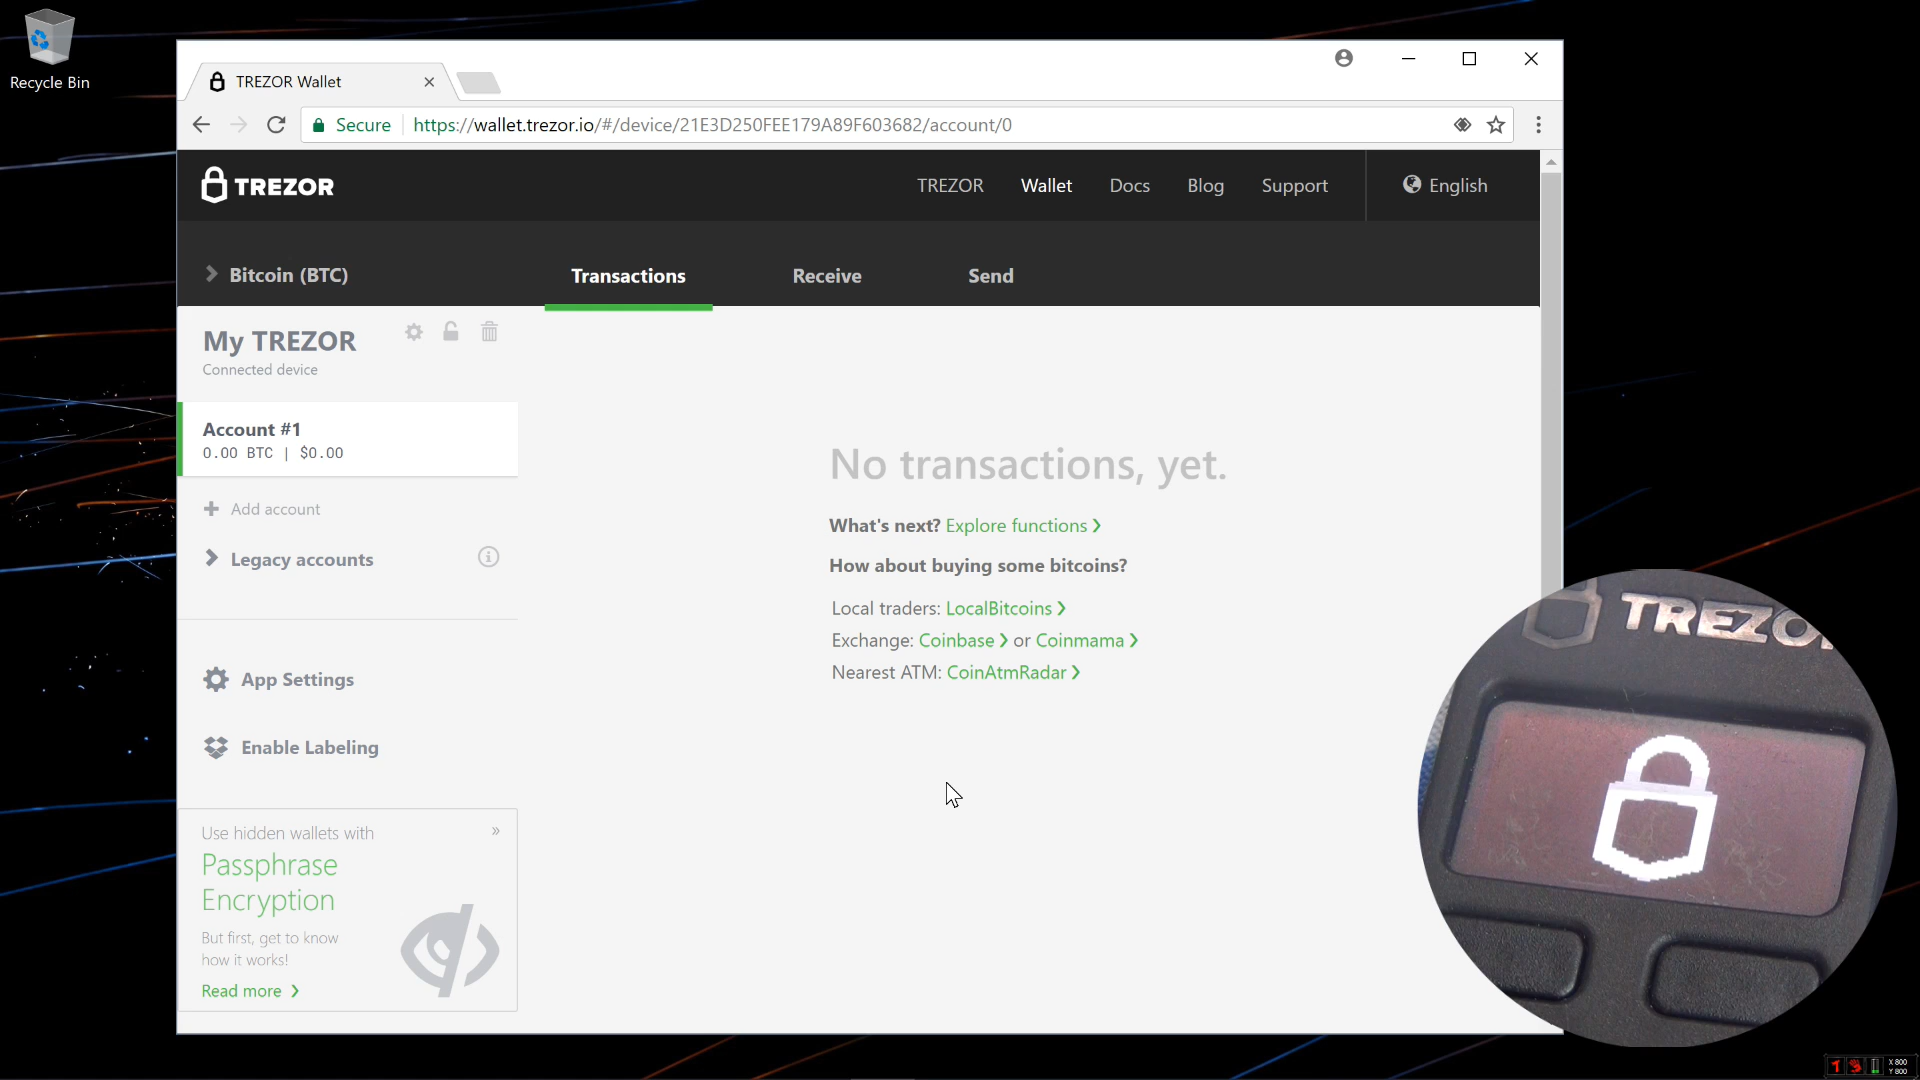 Recycle Bin
TREZOR Wallet
Secure
https://wallet.trezor.io/#/device/21E3D250FEE179A89F603682/account/0
TREZOR
TREZOR
Wallet
Docs
Blog
Support
English
Bitcoin (BTC)
Transactions
Receive
Send
My TREZOR
Connected device
Account #1
0.00 BTC | $0.00
Add account
Legacy accounts
App Settings
Enable Labeling
Use hidden wallets with
»
Passphrase
Encryption
But first, get to know
how it works!
Read more
No transactions, yet.
What's next? Explore functions
How about buying some bitcoins?
Local traders: LocalBitcoins
Exchange: Coinbase or Coinmama
Nearest ATM: CoinAtmRadar
TREZOR
X 800
Y 800